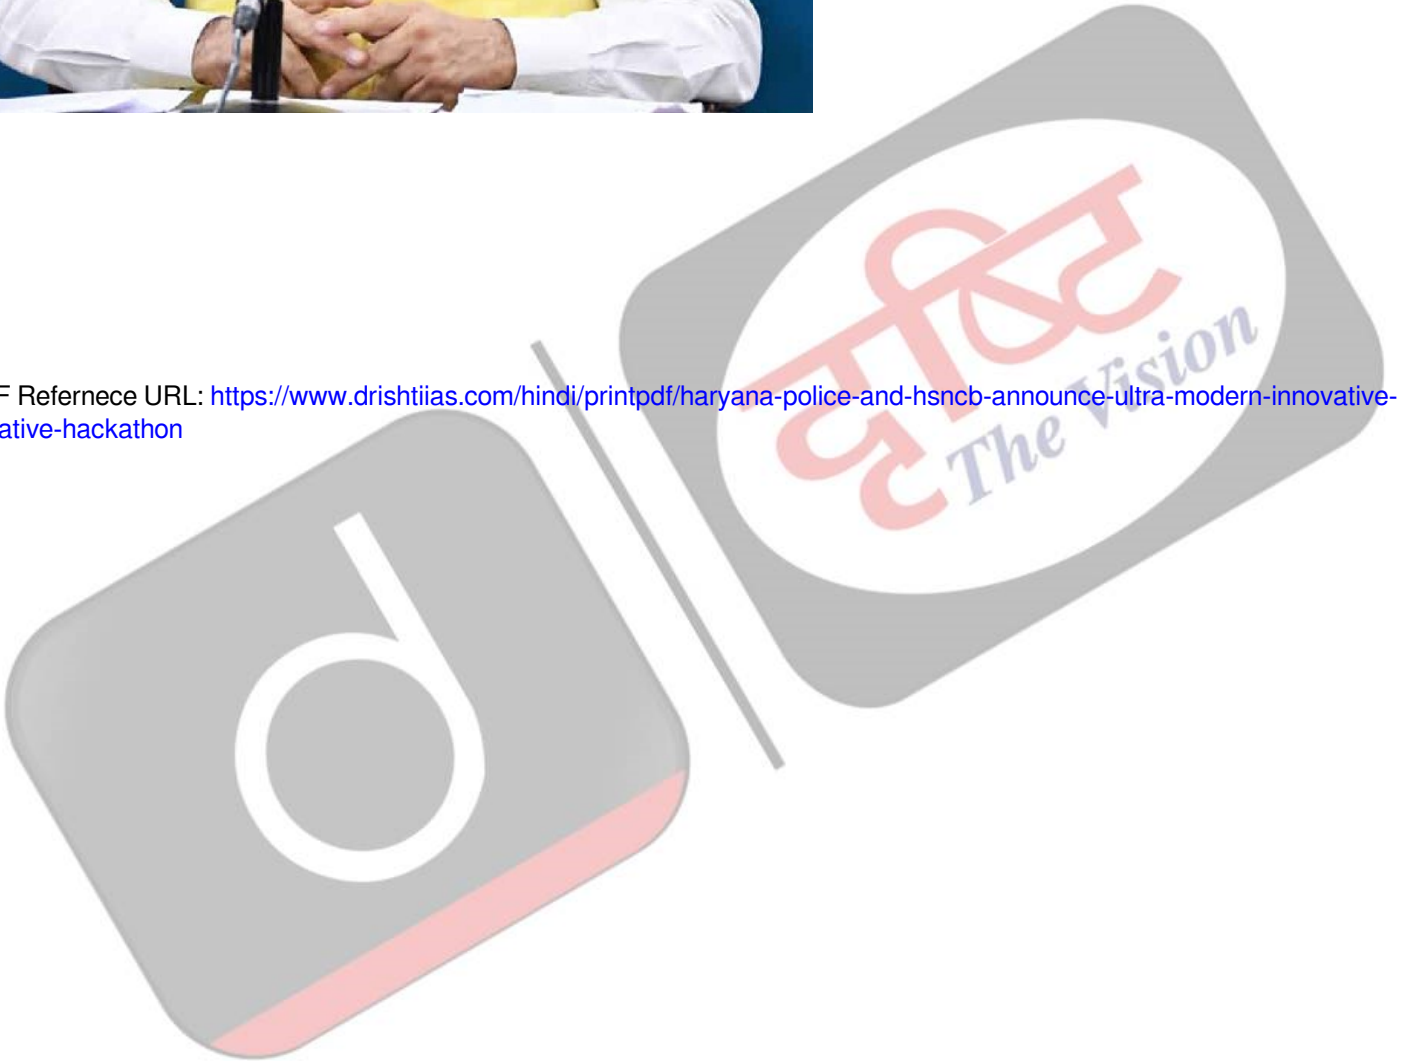 F Refernece URL: https://www.drishtiias.com/hindi/printpdf/haryana-police-and-hsncb-announce-ultra-modern-innovative-
ative-hackathon
दृष्टि
The Vision
d